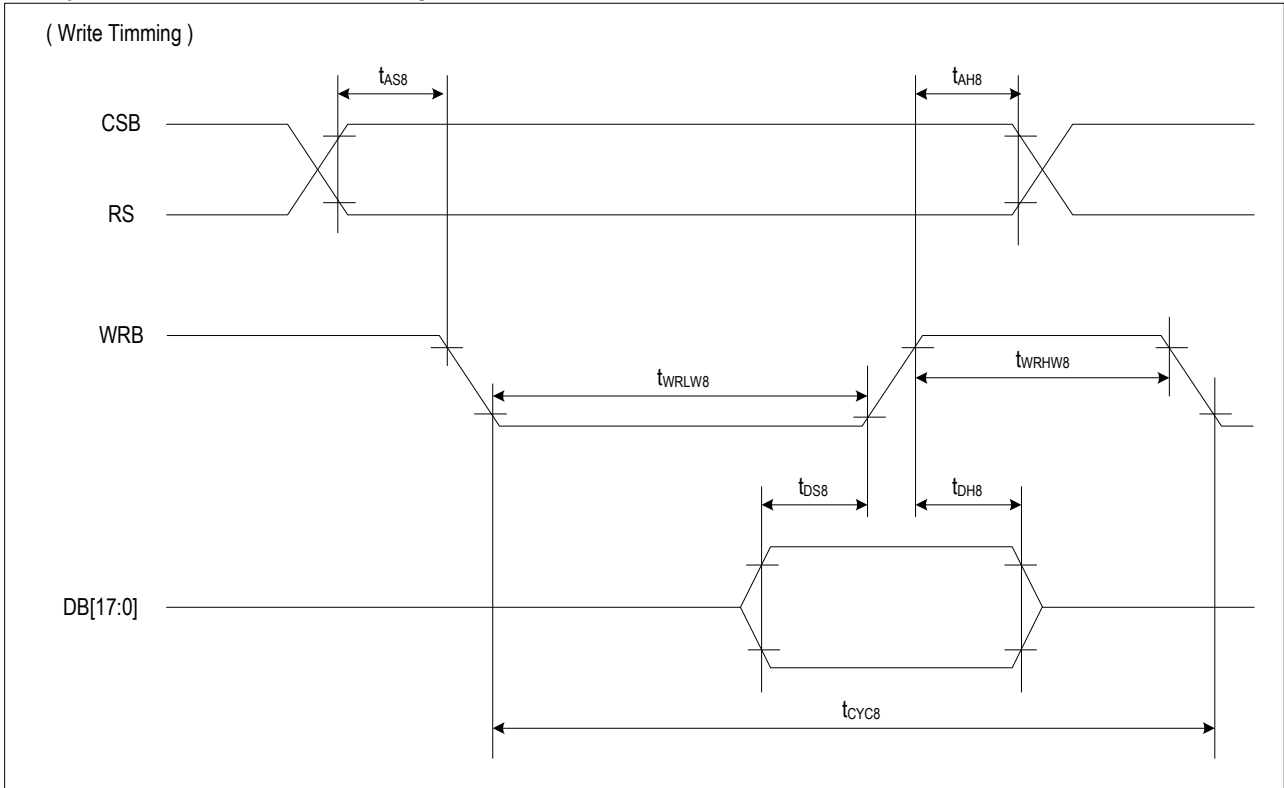 ( Write Timming )
tAS8
tAH8
CSB
RS
WRB
tWRLW8
tWRHW8
tDS8
tDH8
DB[17:0]
tCYC8